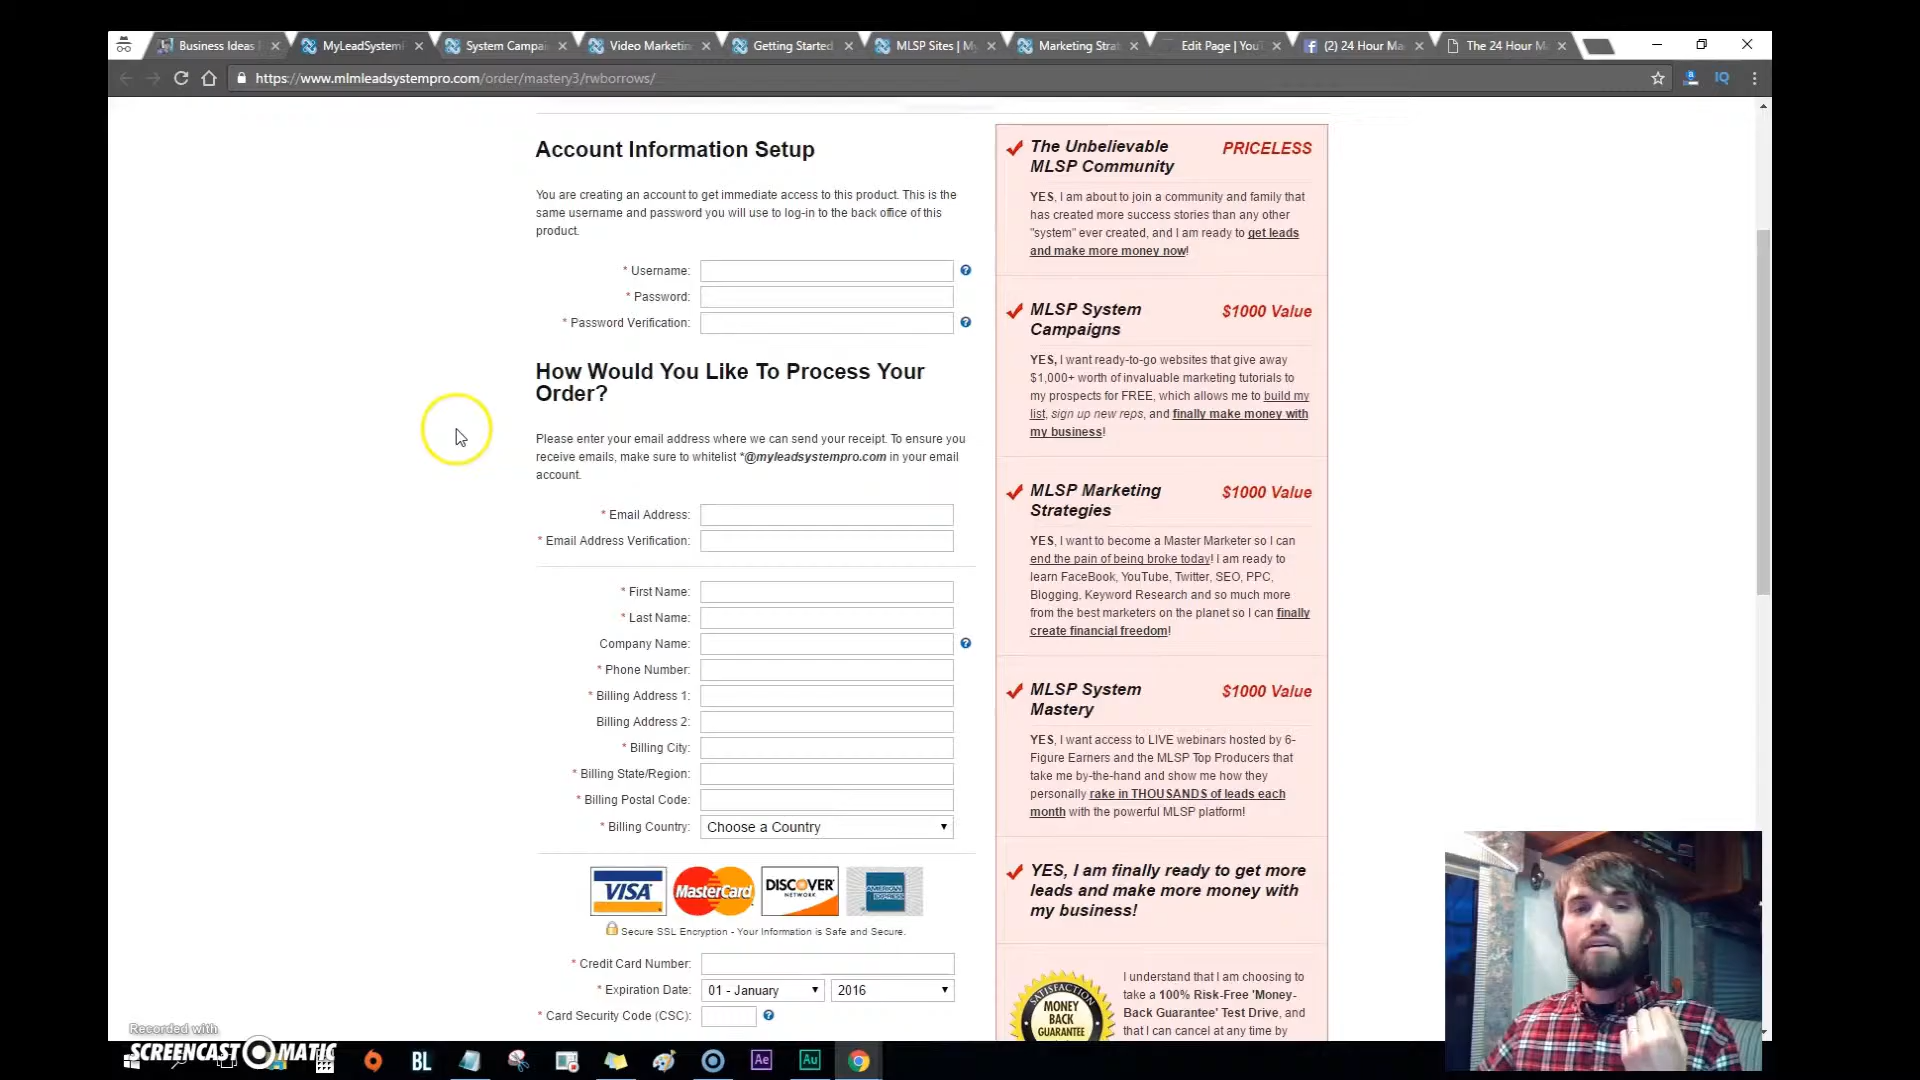 Business Ideas
MyLeadSystem
System Campai
Video Marketing
Getting Started
MLSP Sites | My
Marketing Strat
Edit Page | You
(2) 24 Hour Ma
The 24 Hour M
https://www.mlmleadsystempro.com/order/mastery3/rwborrows/
IQ
Account Information Setup
You are creating an account to get immediate access to this product. This is the
same username and password you will use to log-in to the back office of this
product.
* Username:
* Password:
* Password Verification:
How Would You Like To Process Your
Order?
Please enter your email address where we can send your receipt. To ensure you
receive emails, make sure to whitelist *@myleadsystempro.com in your email
account.
* Email Address:
* Email Address Verification:
* First Name:
* Last Name:
Company Name:
* Phone Number:
* Billing Address 1:
Billing Address 2:
* Billing City:
* Billing State/Region:
* Billing Postal Code:
* Billing Country: Choose a Country
VISA MasterCard DISCOVER NETWORK AMERICAN EXPRESS
Secure SSL Encryption - Your Information is Safe and Secure.
* Credit Card Number:
* Expiration Date: 01 - January 2016
* Card Security Code (CSC):
The Unbelievable PRICELESS
MLSP Community
YES, I am about to join a community and family that
has created more success stories than any other
"system" ever created, and I am ready to get leads
and make more money now!
MLSP System $1000 Value
Campaigns
YES, I want ready-to-go websites that give away
$1,000+ worth of invaluable marketing tutorials to
my prospects for FREE, which allows me to build my
list, sign up new reps, and finally make money with
my business!
MLSP Marketing $1000 Value
Strategies
YES, I want to become a Master Marketer so I can
end the pain of being broke today! I am ready to
learn FaceBook, YouTube, Twitter, SEO, PPC,
Blogging, Keyword Research and so much more
from the best marketers on the planet so I can finally
create financial freedom!
MLSP System $1000 Value
Mastery
YES, I want access to LIVE webinars hosted by 6-
Figure Earners and the MLSP Top Producers that
take me by-the-hand and show me how they
personally rake in THOUSANDS of leads each
month with the powerful MLSP platform!
YES, I am finally ready to get more
leads and make more money with
my business!
SATISFACTION
MONEY
BACK
GUARANTEE
I understand that I am choosing to
take a 100% Risk-Free 'Money-
Back Guarantee' Test Drive, and
that I can cancel at any time by
Recorded with
SCREENCAST-O-MATIC
BL
Ae
Au